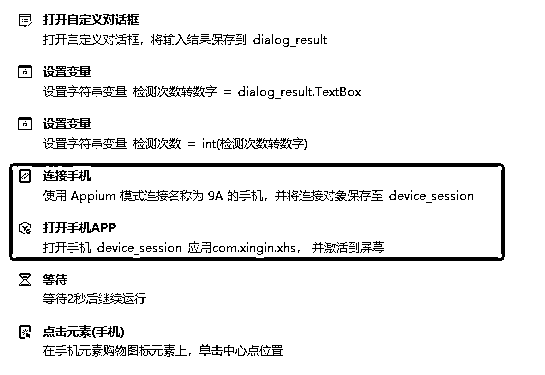 打开自定义对话框
打开自定义对话框，将输入结果保存到 dialog_result
设置变量
设置字符串变量 检测次数转数字 = dialog_result.TextBox
设置变量
设置字符串变量 检测次数 = int(检测次数转数字)
连接手机
使用 Appium 模式连接名称为 9A 的手机，并将连接对象保存至 device_session
打开手机APP
打开手机 device_session 应用com.xingin.xhs， 并激活到屏幕
等待
等待2秒后继续运行
点击元素(手机)
在手机元素购物图标元素上，单击中心点位置